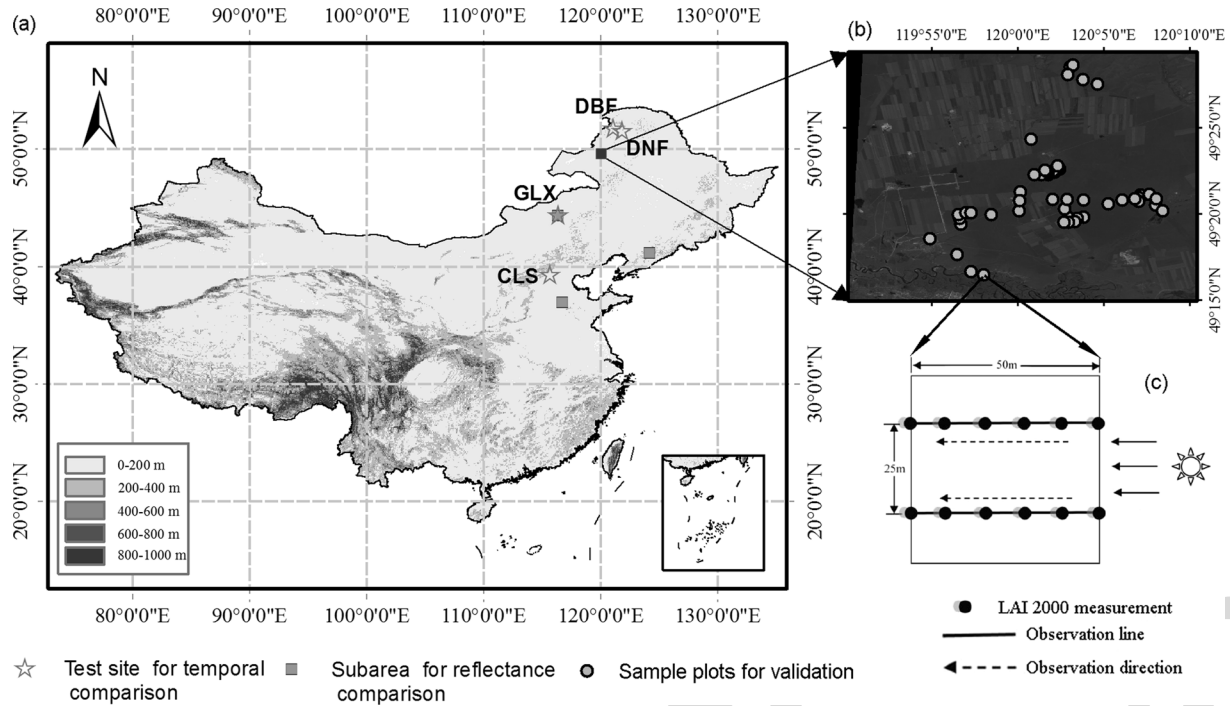 (a)
80°0'0"E 90°0'0"E 100°0'0"E 110°0'0"E 120°0'0"E 130°0'0"E
N
50°0'0"N
40°0'0"N
30°0'0"N
20°0'0"N
DBF
DNF
GLX
CLS
50°0'0"N
40°0'0"N
30°0'0"N
20°0'0"N
0-200 m
200-400 m
400-600 m
600-800 m
800-1000 m
80°0'0"E 90°0'0"E 100°0'0"E 110°0'0"E 120°0'0"E 130°0'0"E
(b)
119°55'0"E 120°0'0"E 120°5'0"E 120°10'0"E
49°25'0"N
49°20'0"N
49°15'0"N
(c)
50m
25m
LAI 2000 measurement
Observation line
Observation direction
Test site for temporal
comparison
Subarea for reflectance
comparison
Sample plots for validation